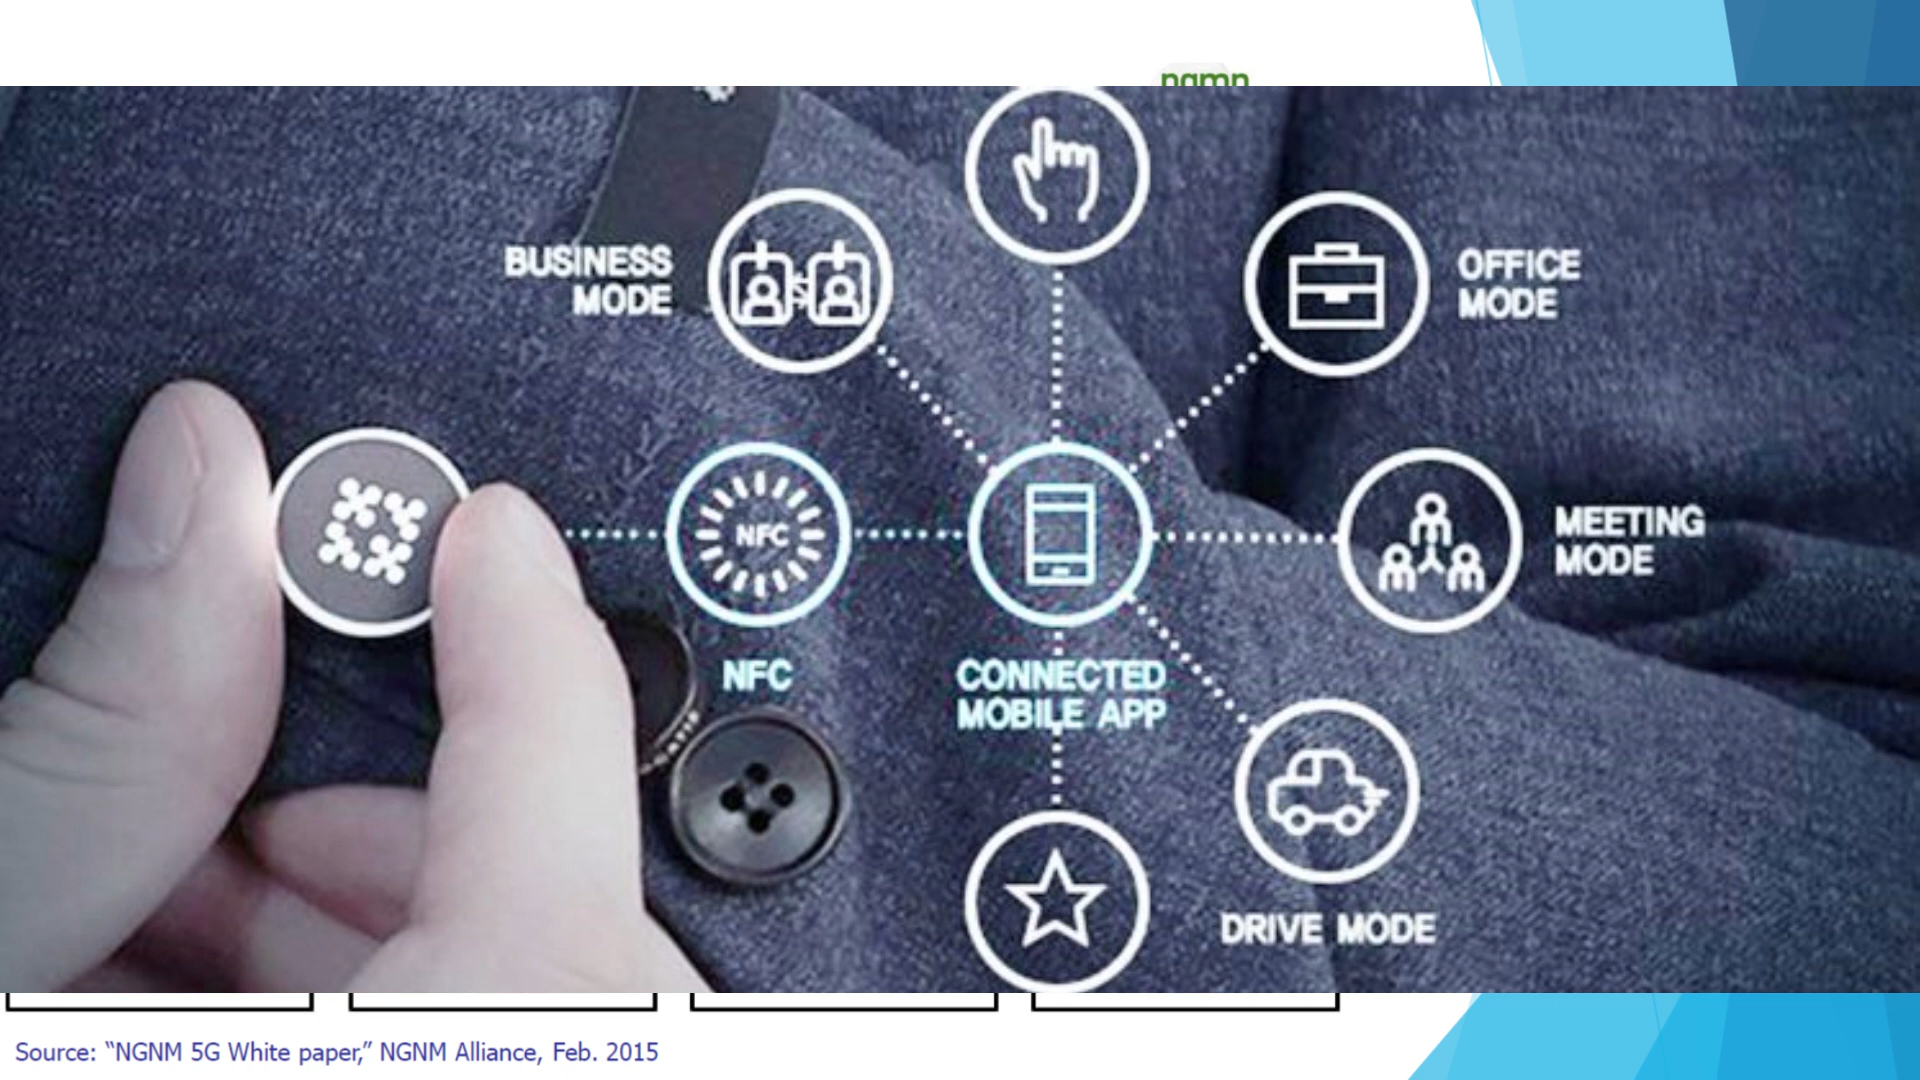 BUSINESS
MODE
OFFICE
MODE
NFC
MEETING
MODE
NFC
CONNECTED
MOBILE APP
DRIVE MODE
Source: “NGNM 5G White paper,” NGNM Alliance, Feb. 2015